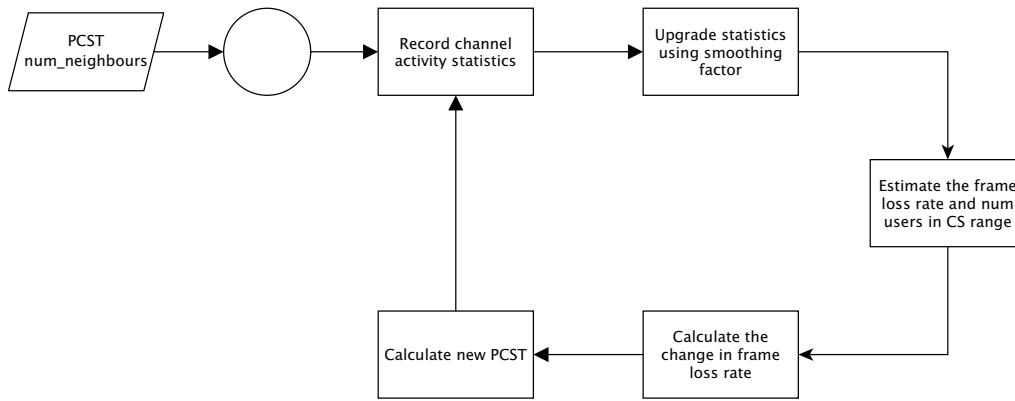 PCST
num_neighbours
Record channel
activity statistics
Upgrade statistics
using smoothing
factor
Estimate the frame
loss rate and num
users in CS range
Calculate the
change in frame
loss rate
Calculate new PCST